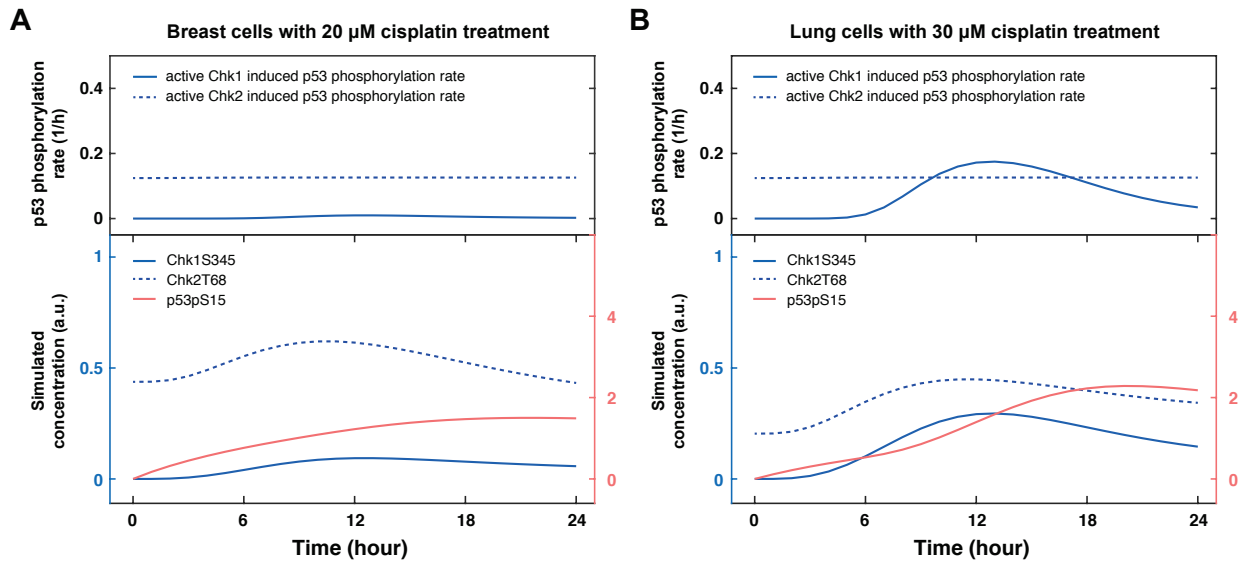 A
Breast cells with 20 µM cisplatin treatment
p53 phosphorylation
rate (1/h)
0.4
0.2
0
active Chk1 induced p53 phosphorylation rate
active Chk2 induced p53 phosphorylation rate
Simulated
concentration (a.u.)
1
0.5
0
Chk1S345
Chk2T68
p53pS15
4
2
0
0 6 12 18 24
Time (hour)
B
Lung cells with 30 µM cisplatin treatment
p53 phosphorylation
rate (1/h)
0.4
0.2
0
active Chk1 induced p53 phosphorylation rate
active Chk2 induced p53 phosphorylation rate
Simulated
concentration (a.u.)
1
0.5
0
Chk1S345
Chk2T68
p53pS15
4
2
0
0 6 12 18 24
Time (hour)